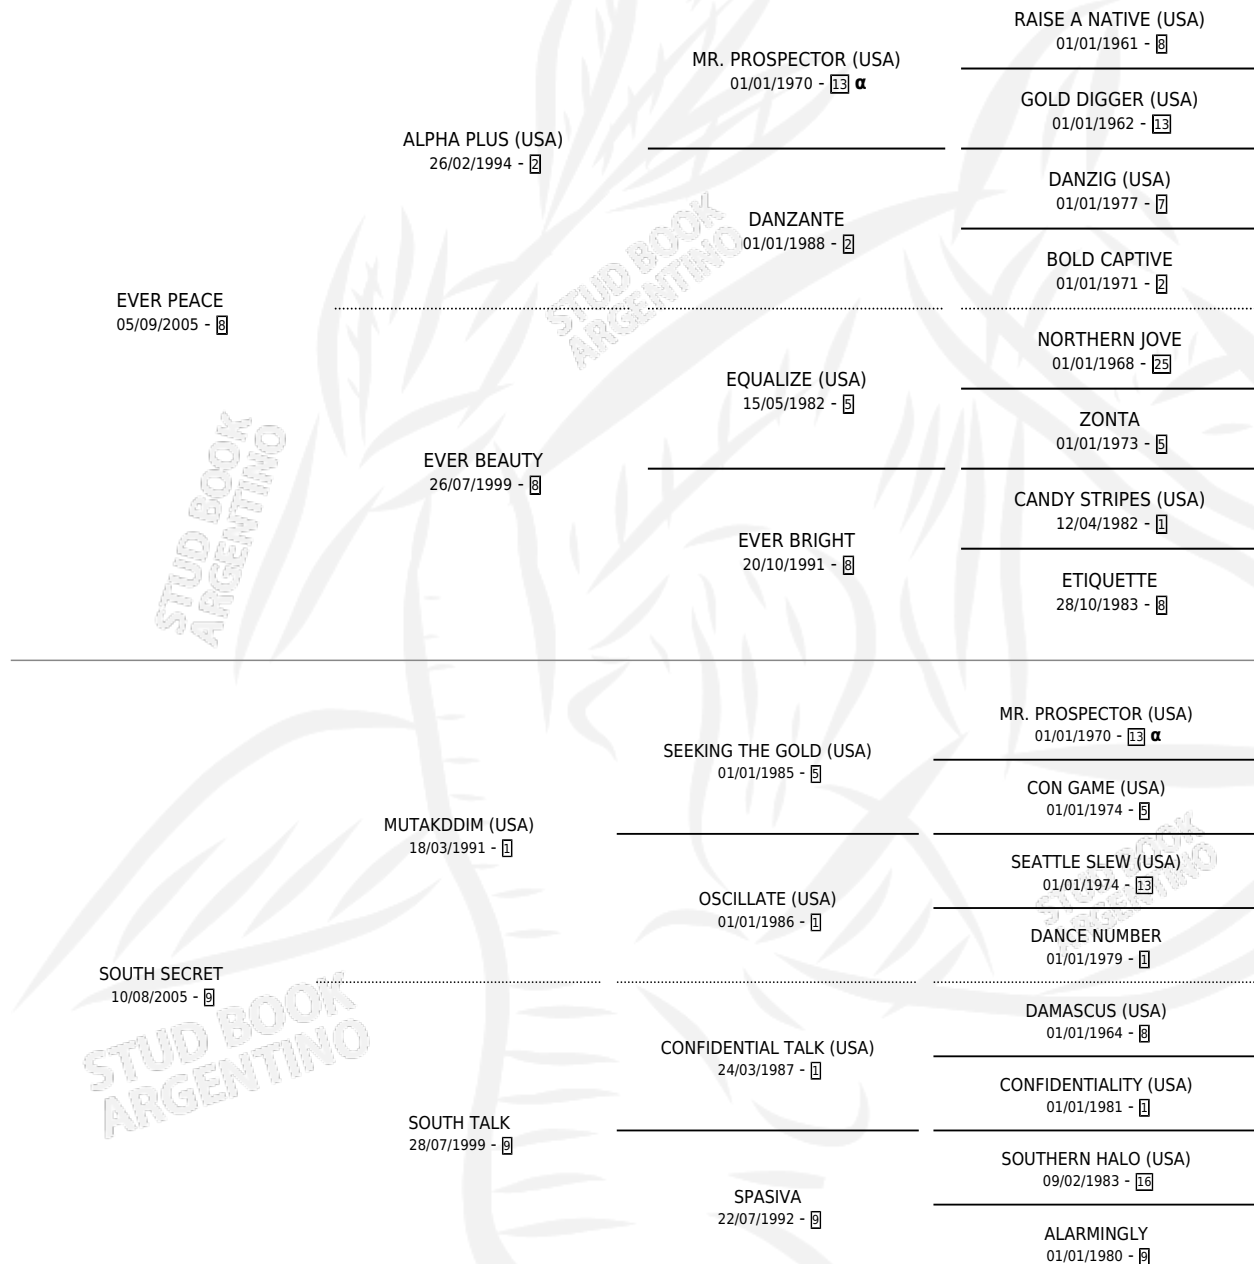 RAISE A NATIVE (USA)
01/01/1961 - 8
MR. PROSPECTOR (USA)
01/01/1970 - 13 α
GOLD DIGGER (USA)
01/01/1962 - 13
ALPHA PLUS (USA)
26/02/1994 - 2
DANZIG (USA)
01/01/1977 - 7
DANZANTE
01/01/1988 - 2
BOLD CAPTIVE
01/01/1971 - 2
EVER PEACE
05/09/2005 - 8
NORTHERN JOVE
01/01/1968 - 25
EQUALIZE (USA)
15/05/1982 - 5
ZONTA
01/01/1973 - 5
EVER BEAUTY
26/07/1999 - 8
CANDY STRIPES (USA)
12/04/1982 - 1
EVER BRIGHT
20/10/1991 - 8
ETIQUETTE
28/10/1983 - 8
MR. PROSPECTOR (USA)
01/01/1970 - 13 α
SEEKING THE GOLD (USA)
01/01/1985 - 5
CON GAME (USA)
01/01/1974 - 5
MUTAKDDIM (USA)
18/03/1991 - 1
SEATTLE SLEW (USA)
01/01/1974 - 13
OSCILLATE (USA)
01/01/1986 - 1
DANCE NUMBER
01/01/1979 - 1
SOUTH SECRET
10/08/2005 - 9
DAMASCUS (USA)
01/01/1964 - 8
CONFIDENTIAL TALK (USA)
24/03/1987 - 1
CONFIDENTIALITY (USA)
01/01/1981 - 1
SOUTH TALK
28/07/1999 - 9
SOUTHERN HALO (USA)
09/02/1983 - 16
SPASIVA
22/07/1992 - 9
ALARMINGLY
01/01/1980 - 9
STUD BOOK
ARGENTINO
STUD BOOK
ARGENTINO
STUD BOOK
ARGENTINO
STUD BOOK
ARGENTINO